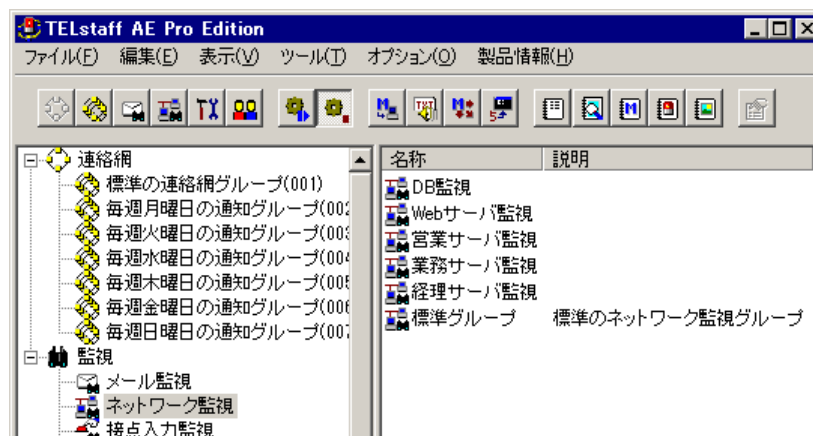 TELstaff AE Pro Edition
ファイル(F) 編集(E) 表示(V) ツール(T) オプション(O) 製品情報(H)
連絡網
標準の連絡網グループ(001)
毎週月曜日の通知グループ(002
毎週火曜日の通知グループ(003
毎週水曜日の通知グループ(004
毎週木曜日の通知グループ(005
毎週金曜日の通知グループ(006
毎週日曜日の通知グループ(007
監視
メール監視
ネットワーク監視
接点入力監視
名称 説明
DB監視
Webサーバ監視
営業サーバ監視
業務サーバ監視
経理サーバ監視
標準グループ 標準のネットワーク監視グループ